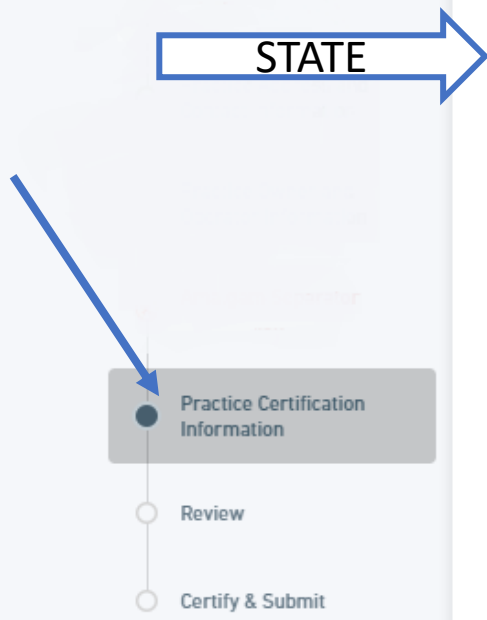 STATE
Practice Certification
Information
Review
Certify & Submit